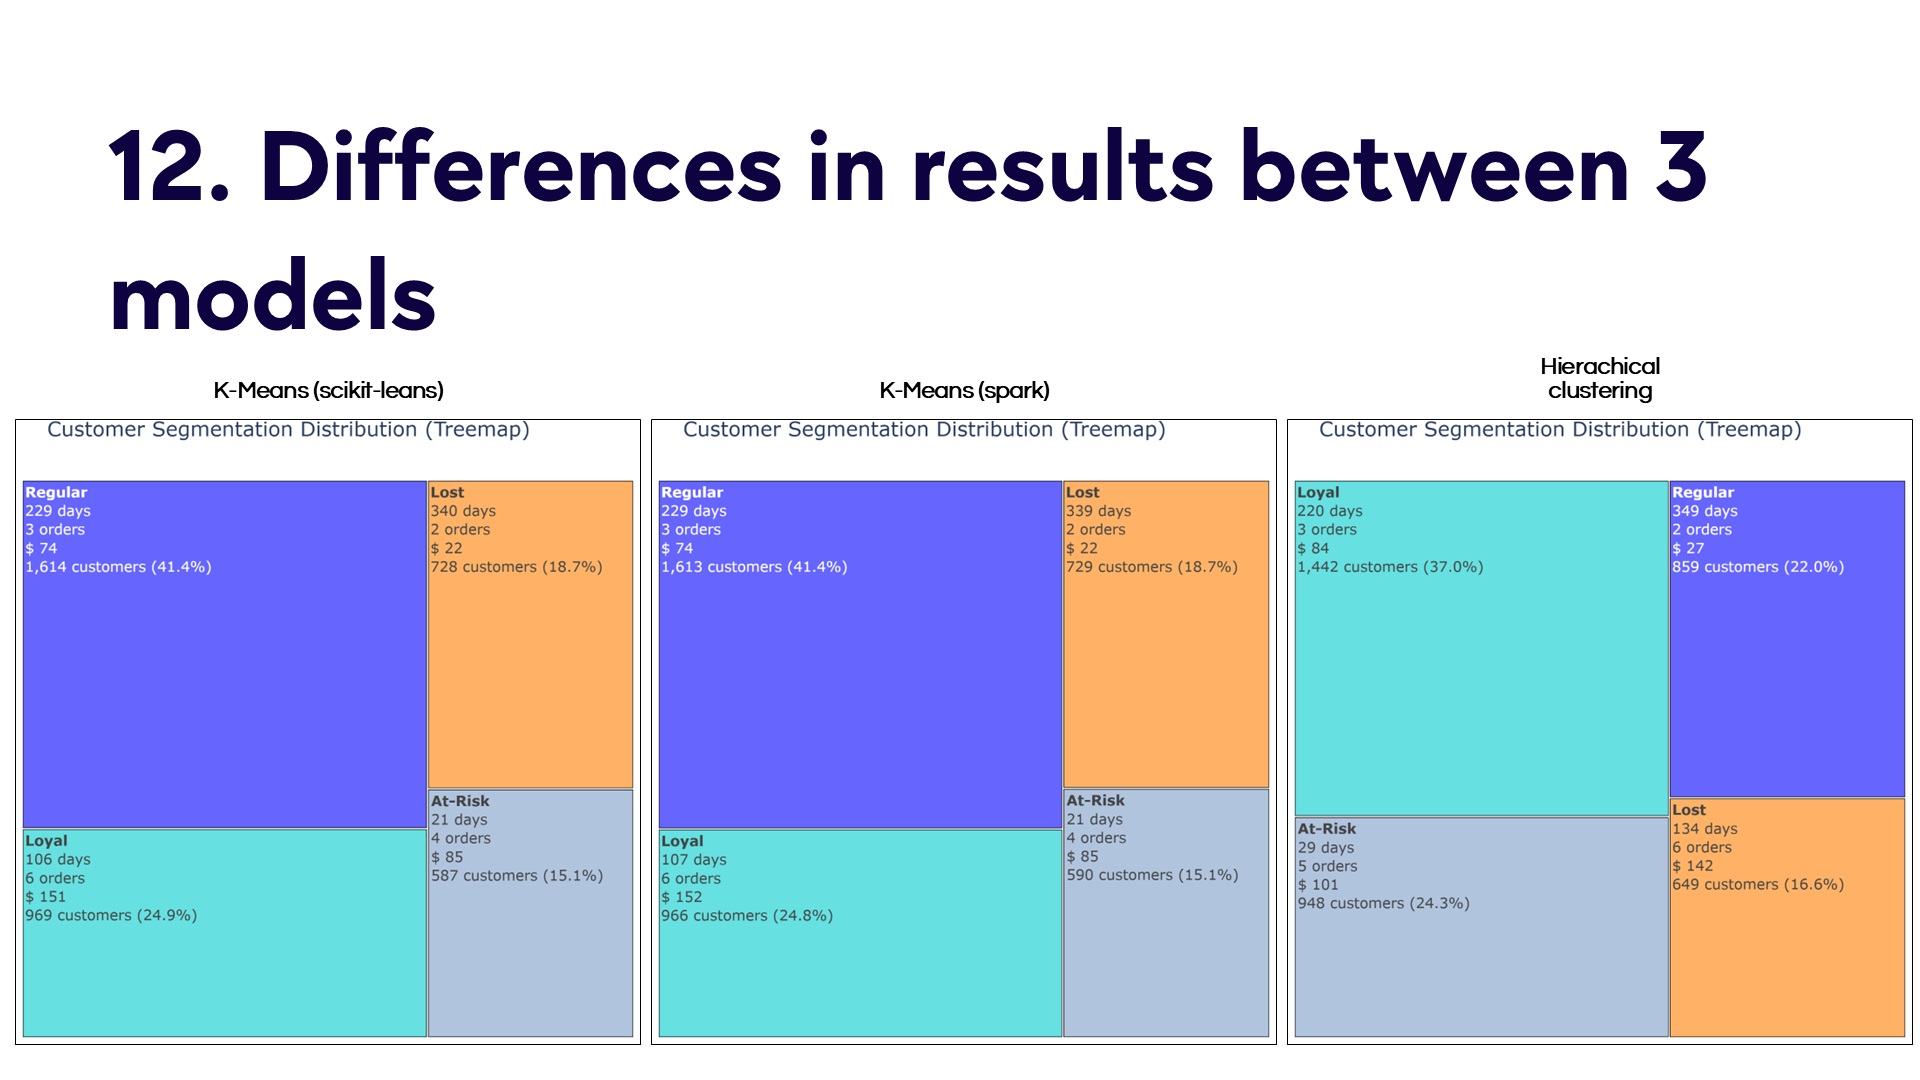 12. Differences in results between 3
models
K-Means (scikit-leans)
Customer Segmentation Distribution (Treemap)
Regular
229 days
3 orders
$ 74
1,614 customers (41.4%)
Lost
340 days
2 orders
$ 22
728 customers (18.7%)
Loyal
106 days
6 orders
$ 151
969 customers (24.9%)
At-Risk
21 days
4 orders
$ 85
587 customers (15.1%)
K-Means (spark)
Customer Segmentation Distribution (Treemap)
Regular
229 days
3 orders
$ 74
1,613 customers (41.4%)
Lost
339 days
2 orders
$ 22
729 customers (18.7%)
Loyal
107 days
6 orders
$ 152
966 customers (24.8%)
At-Risk
21 days
4 orders
$ 85
590 customers (15.1%)
Hierachical
clustering
Customer Segmentation Distribution (Treemap)
Loyal
220 days
3 orders
$ 84
1,442 customers (37.0%)
Regular
349 days
2 orders
$ 27
859 customers (22.0%)
At-Risk
29 days
5 orders
$ 101
948 customers (24.3%)
Lost
134 days
6 orders
$ 142
649 customers (16.6%)